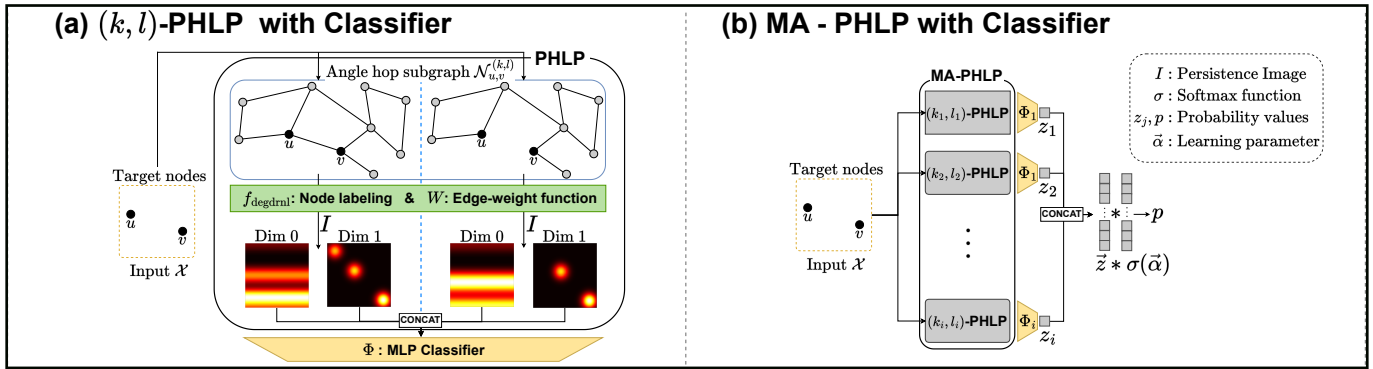 (a) (k, l)-PHLP with Classifier
PHLP
Angle hop subgraph 𝒩_{u,v}^{(k,l)}
u
v
u
v
Target nodes
u
v
Input 𝒳
f_degdrnl: Node labeling & W: Edge-weight function
I
I
Dim 0
Dim 1
Dim 0
Dim 1
CONCAT
Φ : MLP Classifier
(b) MA - PHLP with Classifier
MA-PHLP
(k₁, l₁)-PHLP
Φ₁
z₁
(k₂, l₂)-PHLP
Φ₁
z₂
⋮
(kᵢ, lᵢ)-PHLP
Φᵢ
zᵢ
Target nodes
u
v
Input 𝒳
CONCAT
⋮ * ⋮ → p
z⃗ * σ(α⃗)
I : Persistence Image
σ : Softmax function
z_j, p : Probability values
α⃗ : Learning parameter